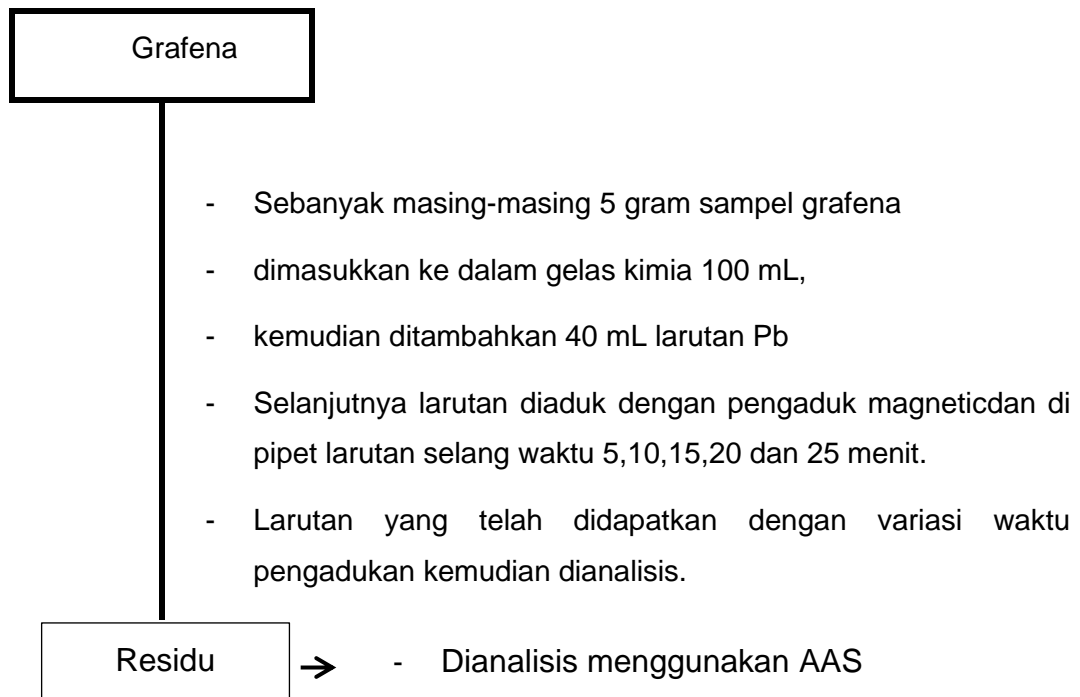 Grafena
- Sebanyak masing-masing 5 gram sampel grafena
- dimasukkan ke dalam gelas kimia 100 mL,
- kemudian ditambahkan 40 mL larutan Pb
- Selanjutnya larutan diaduk dengan pengaduk magneticdan di
pipet larutan selang waktu 5,10,15,20 dan 25 menit.
- Larutan yang telah didapatkan dengan variasi waktu
pengadukan kemudian dianalisis.
Residu → - Dianalisis menggunakan AAS